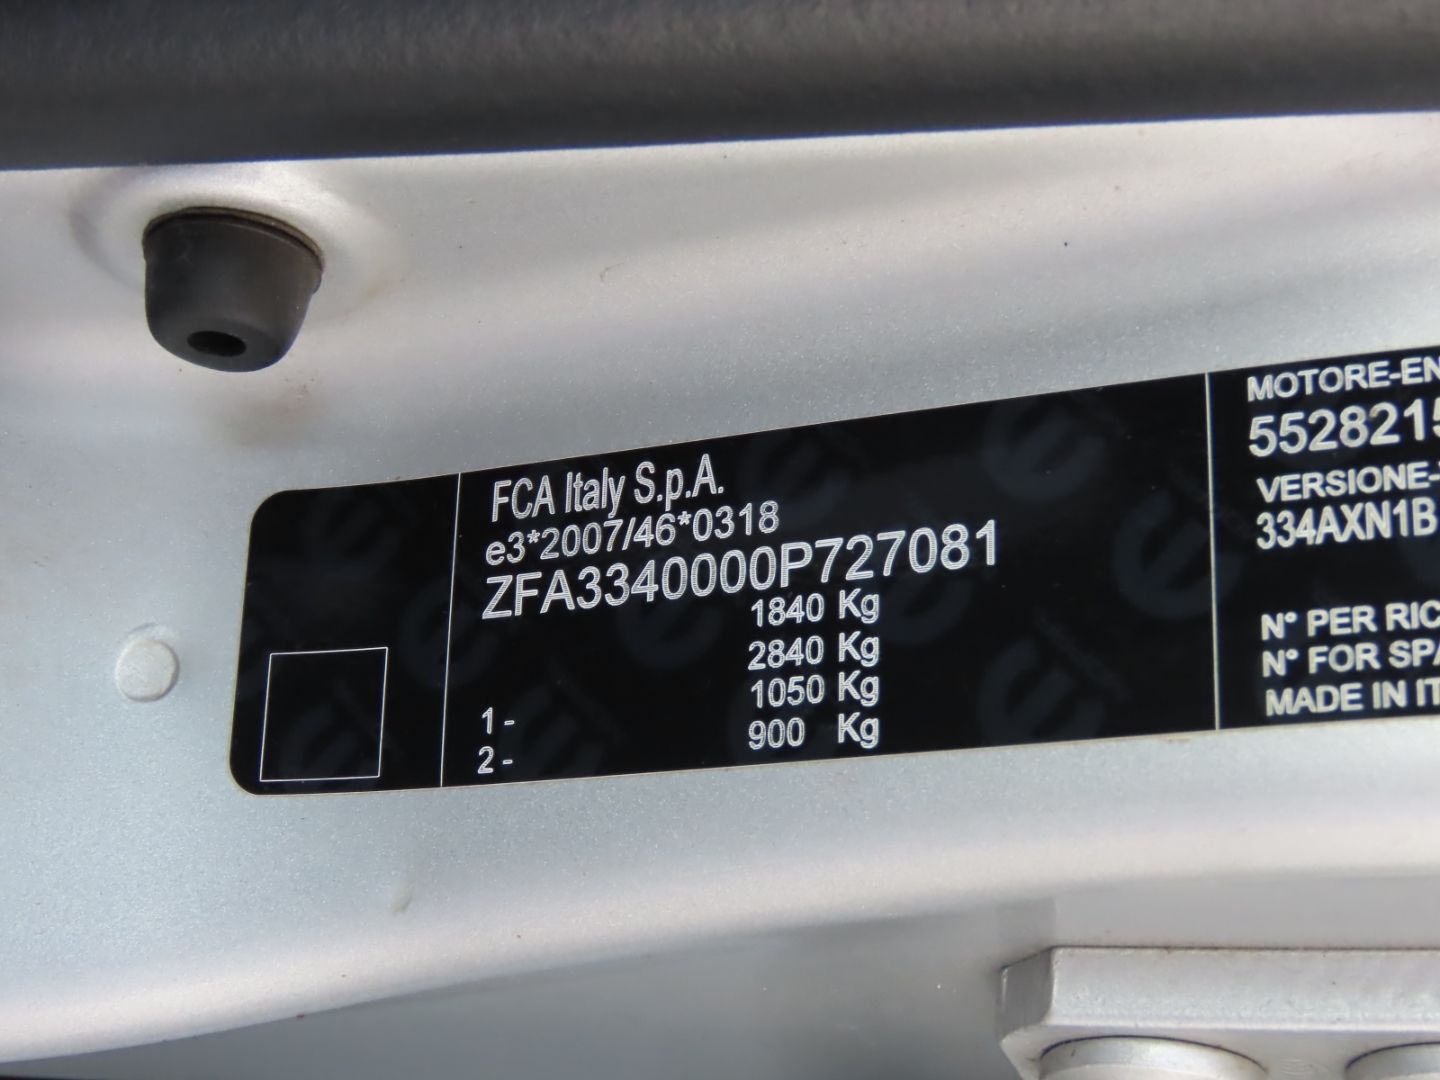 FCA Italy S.p.A.
e3*2007/46*0318
ZFA3340000P727081
1840 Kg
2840 Kg
1- 1050 Kg
2- 900 Kg
MOTORE-EN
5528215
VERSIONE-
334AXN1B
N° PER RIC
N° FOR SPA
MADE IN IT